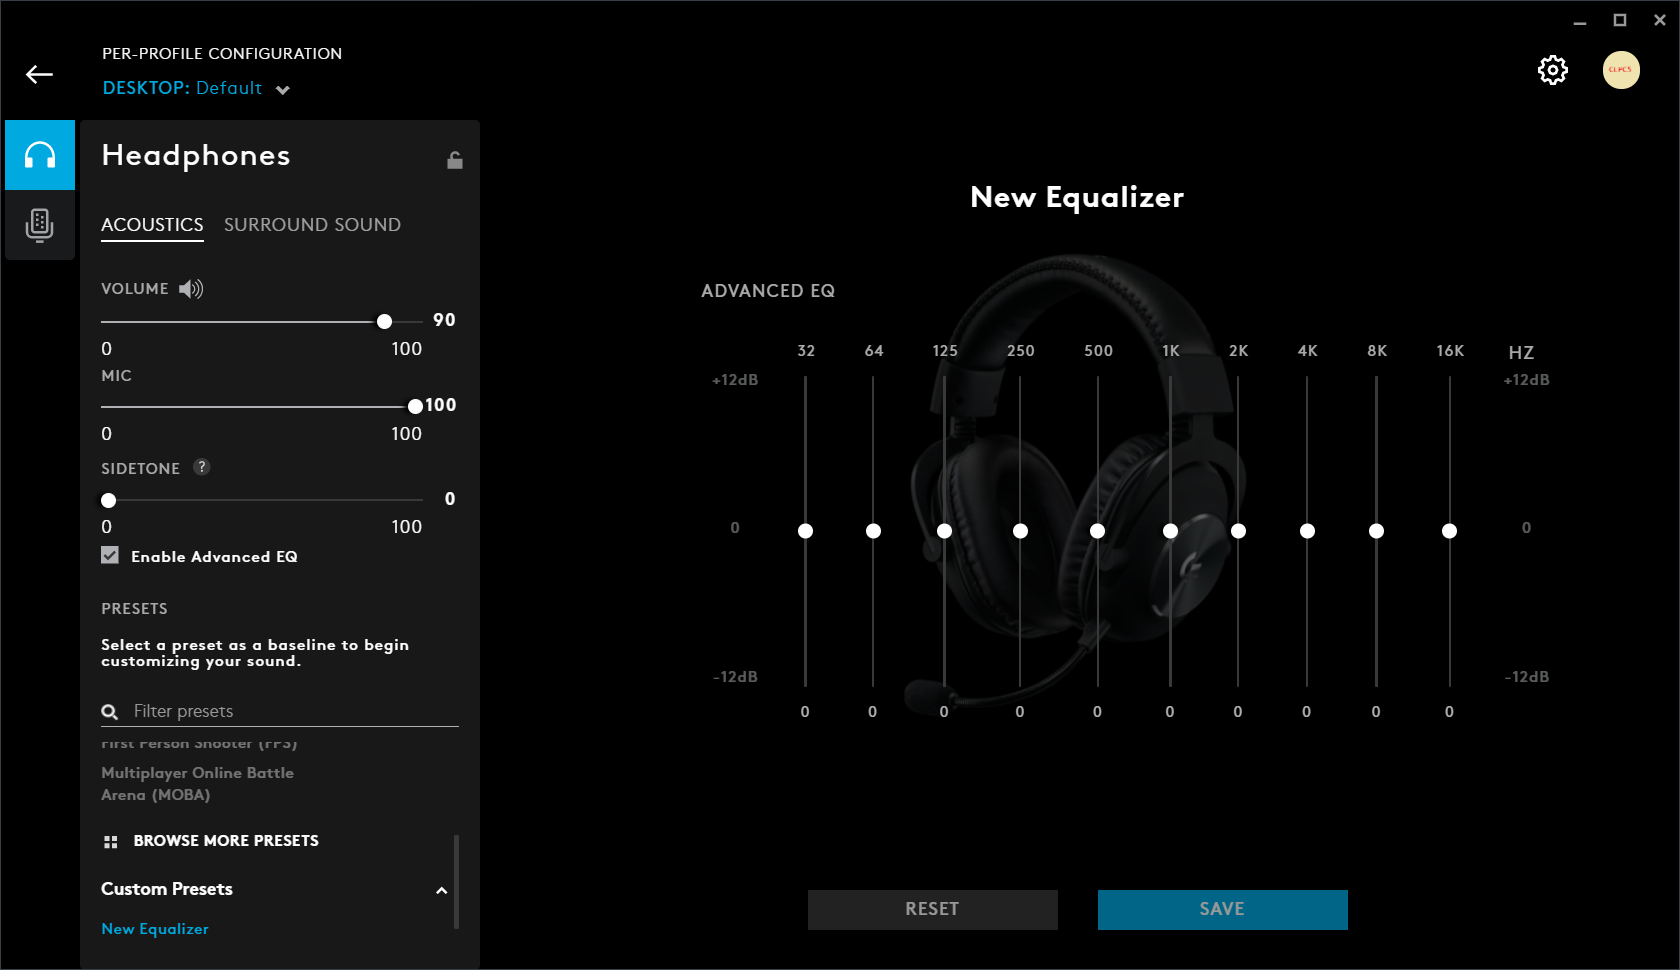 PER-PROFILE CONFIGURATION
DESKTOP: Default
CLPCS
Headphones
ACOUSTICS SURROUND SOUND
VOLUME
90
0 100
MIC
100
0 100
SIDETONE ?
0
0 100
Enable Advanced EQ
PRESETS
Select a preset as a baseline to begin
customizing your sound.
Filter presets
First Person Shooter (FPS)
Multiplayer Online Battle
Arena (MOBA)
BROWSE MORE PRESETS
Custom Presets
New Equalizer
New Equalizer
ADVANCED EQ
32 64 125 250 500 1K 2K 4K 8K 16K HZ
+12dB +12dB
0 0
-12dB -12dB
0 0 0 0 0 0 0 0 0 0
RESET SAVE